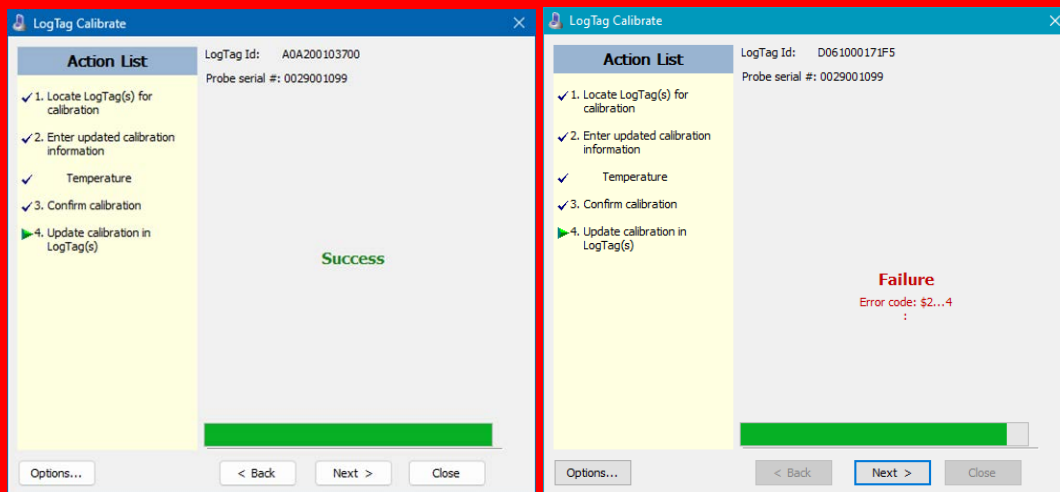 LogTag Calibrate
Action List
LogTag Id: A0A200103700
Probe serial #: 0029001099
1. Locate LogTag(s) for
calibration
2. Enter updated calibration
information
Temperature
3. Confirm calibration
4. Update calibration in
LogTag(s)
Success
Options...
< Back
Next >
Close
LogTag Calibrate
Action List
LogTag Id: D061000171F5
Probe serial #: 0029001099
1. Locate LogTag(s) for
calibration
2. Enter updated calibration
information
Temperature
3. Confirm calibration
4. Update calibration in
LogTag(s)
Failure
Error code: $2...4
:
Options...
< Back
Next >
Close